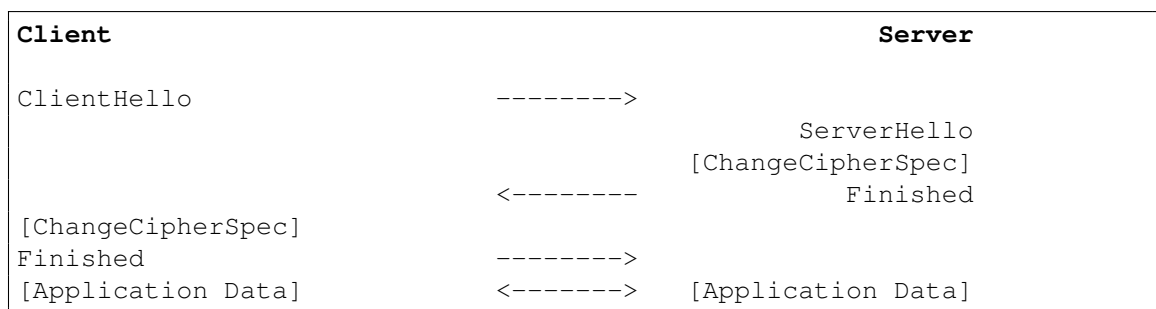 Client Server
ClientHello -------->
ServerHello
[ChangeCipherSpec]
<-------- Finished
[ChangeCipherSpec]
Finished -------->
[Application Data] <-------> [Application Data]